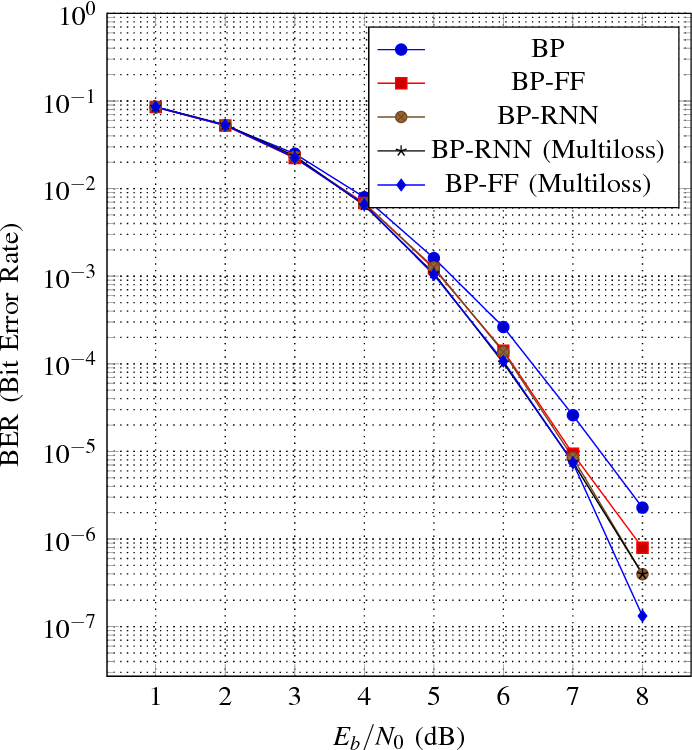 10^0
10^−1
10^−2
10^−3
10^−4
10^−5
10^−6
10^−7
BER (Bit Error Rate)
BP
BP-FF
BP-RNN
BP-RNN (Multiloss)
BP-FF (Multiloss)
1 2 3 4 5 6 7 8
E_b/N_0 (dB)